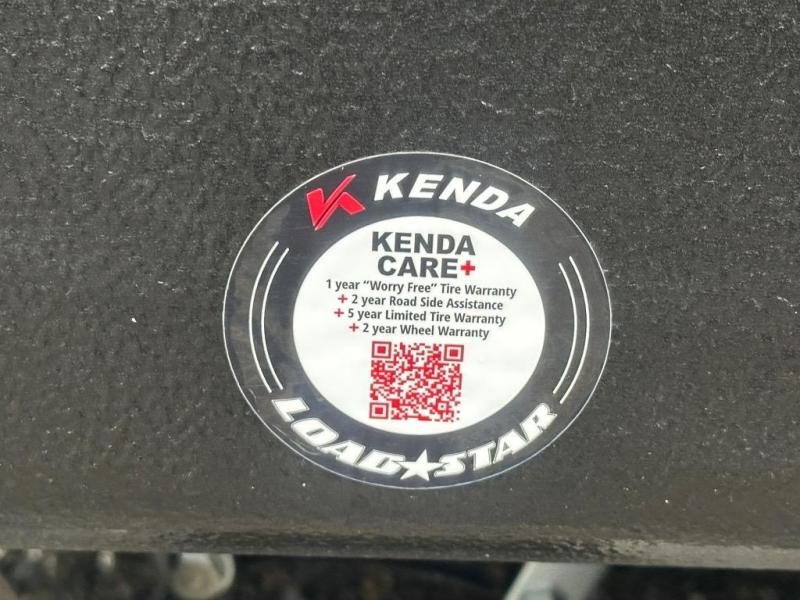 KENDA
KENDA
CARE+
1 year "Worry Free" Tire Warranty
+ 2 year Road Side Assistance
+ 5 year Limited Tire Warranty
+ 2 year Wheel Warranty
LOAD★STAR